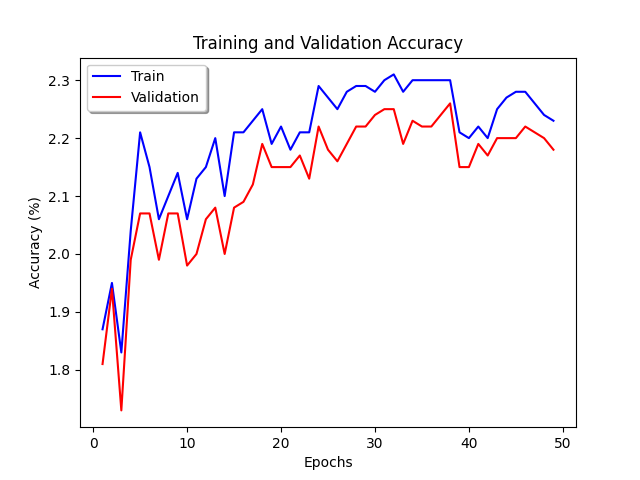 Training and Validation Accuracy
Train
Validation
Accuracy (%)
2.3
2.2
2.1
2.0
1.9
1.8
0 10 20 30 40 50
Epochs